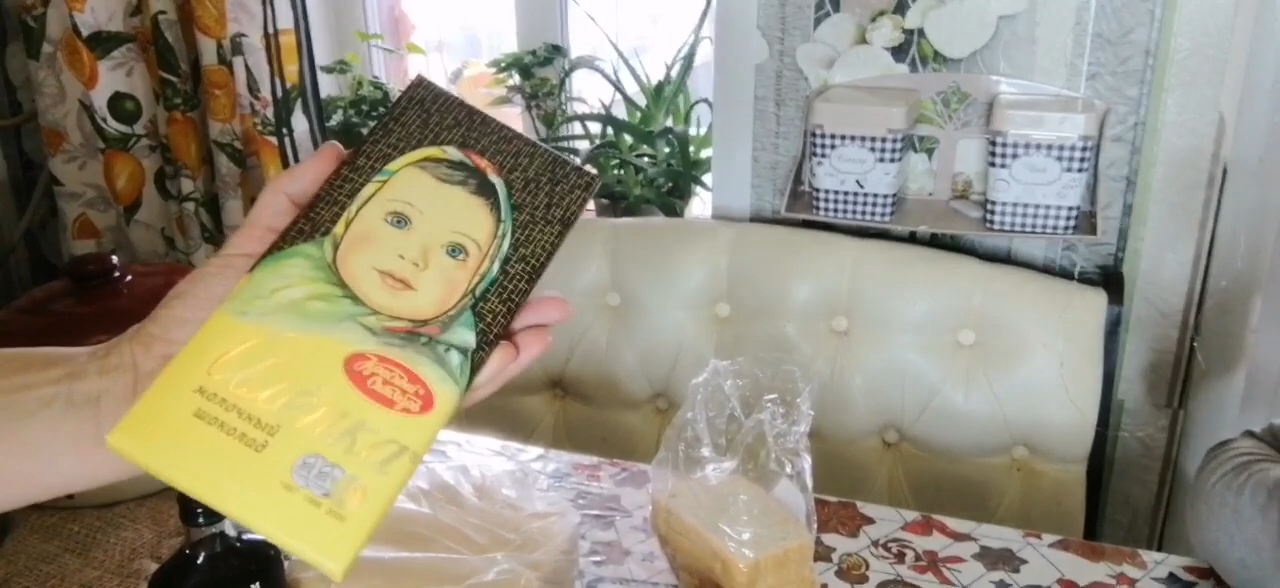 Алёнка
Красный
Октябрь
молочный
шоколад